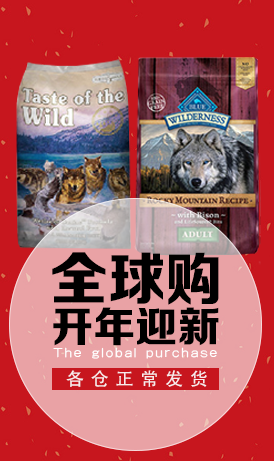 Taste of the
Wild
BLUE
WILDERNESS
ROCKY MOUNTAIN RECIPE
with Bison
ADULT
全球购
开年迎新
The global purchase
各仓正常发货